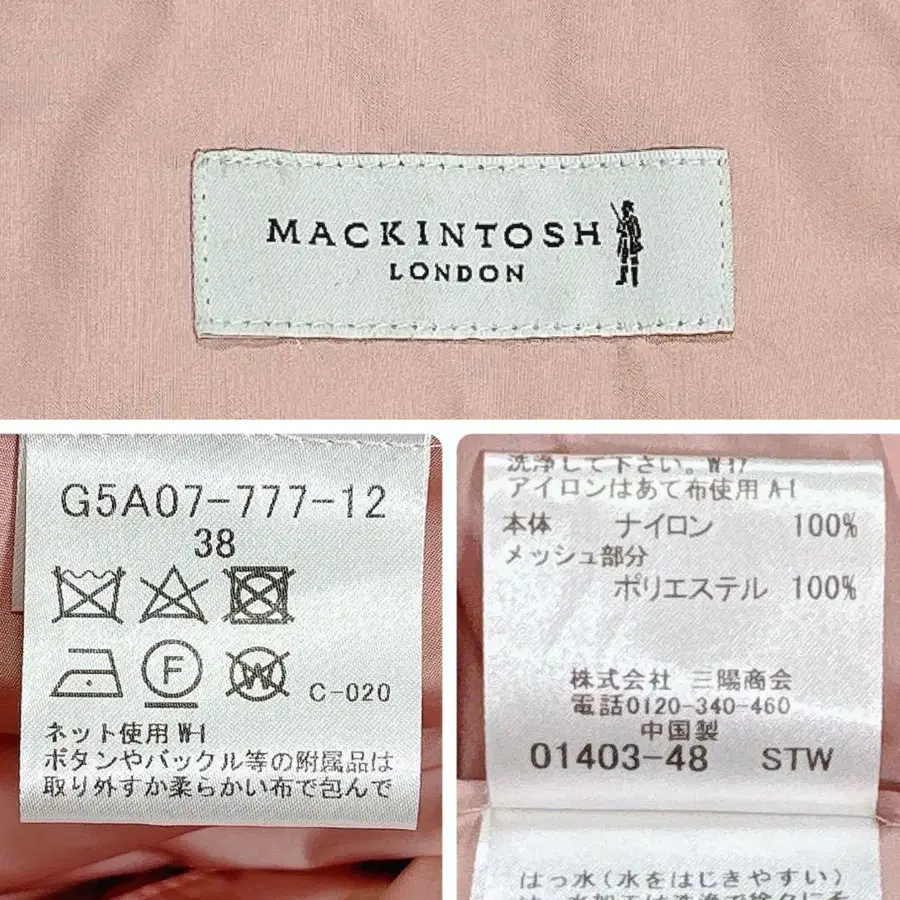 MACKINTOSH
LONDON
G5A07-777-12
38
F
W
C-020
ネット使用 W-1
ボタンやバックル等の附属品は
取り外すか柔らかい布で包んで
洗浄して下さい。W-17
アイロンはあて布使用 A-1
本体 ナイロン 100%
メッシュ部分
ポリエステル 100%
株式会社 三陽商会
電話0120-340-460
中国製
01403-48 STW
はっ水(水をはじきやすい)